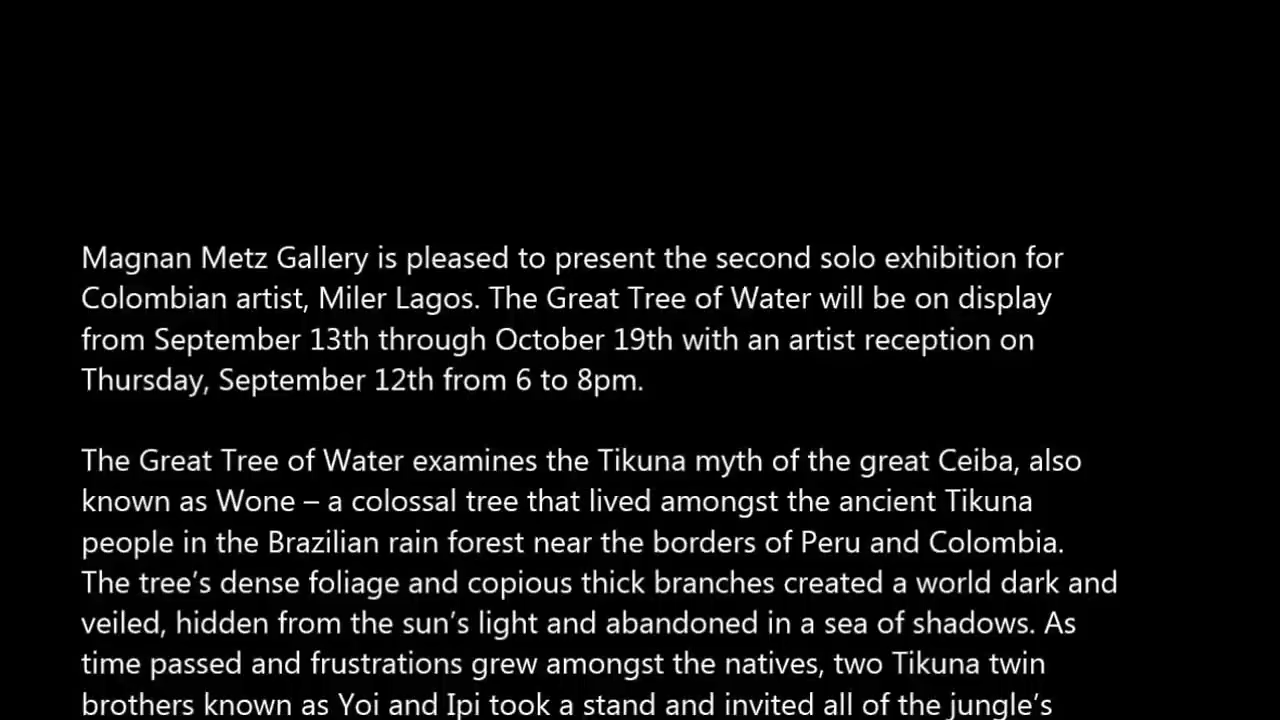 Magnan Metz Gallery is pleased to present the second solo exhibition for
Colombian artist, Miler Lagos. The Great Tree of Water will be on display
from September 13th through October 19th with an artist reception on
Thursday, September 12th from 6 to 8pm.
The Great Tree of Water examines the Tikuna myth of the great Ceiba, also
known as Wone – a colossal tree that lived amongst the ancient Tikuna
people in the Brazilian rain forest near the borders of Peru and Colombia.
The tree’s dense foliage and copious thick branches created a world dark and
veiled, hidden from the sun’s light and abandoned in a sea of shadows. As
time passed and frustrations grew amongst the natives, two Tikuna twin
brothers known as Yoi and Ipi took a stand and invited all of the jungle’s